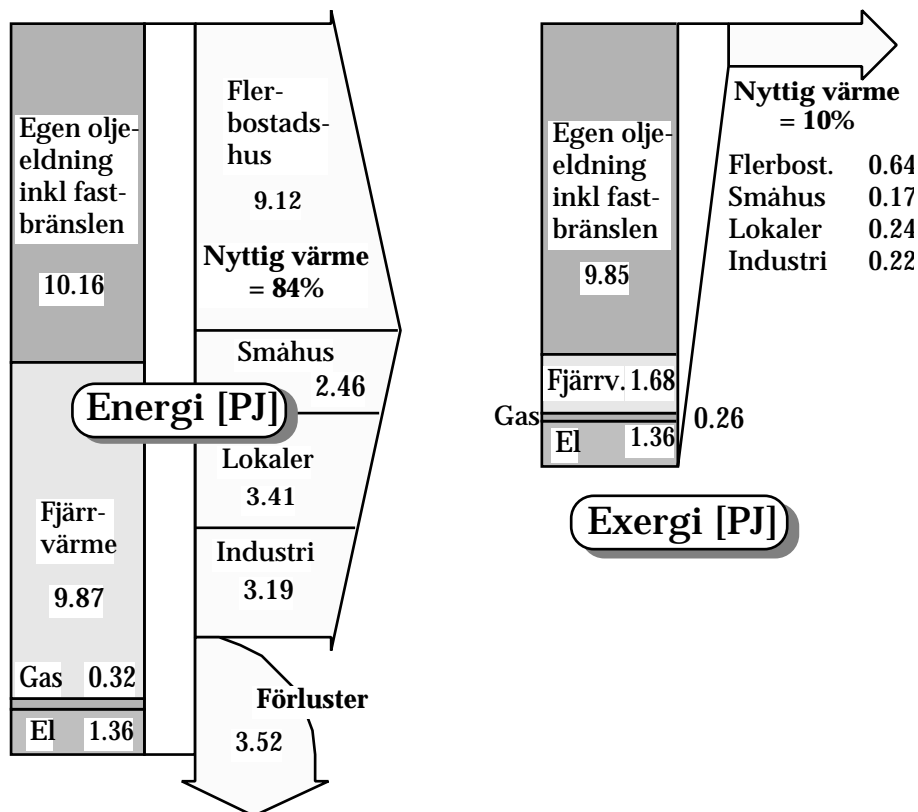 Egen olje-
eldning
inkl fast-
bränslen
10.16
Fler-
bostads-
hus
9.12
Nyttig värme
= 84%
Småhus
2.46
Energi [PJ]
Lokaler
3.41
Fjärr-
värme
9.87
Industri
3.19
Gas 0.32
El 1.36
Förluster
3.52
Egen olje-
eldning
inkl fast-
bränslen
9.85
Nyttig värme
= 10%
Flerbost. 0.64
Småhus 0.17
Lokaler 0.24
Industri 0.22
Fjärrv. 1.68
Gas 0.26
El 1.36
Exergi [PJ]